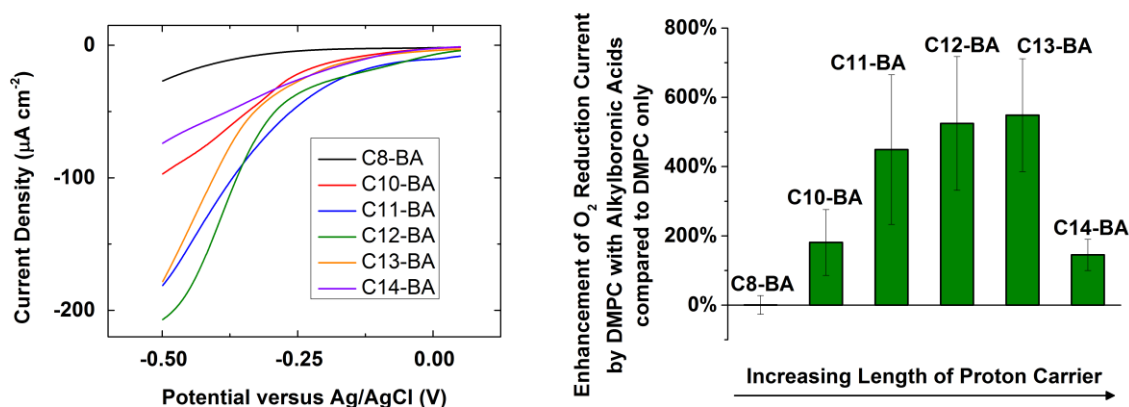 0
-100
-200
Current Density (μA cm⁻²)
C8-BA
C10-BA
C11-BA
C12-BA
C13-BA
C14-BA
-0.50
-0.25
0.00
Potential versus Ag/AgCl (V)
Enhancement of O₂ Reduction Current
by DMPC with Alkylboronic Acids
compared to DMPC only
800%
600%
400%
200%
0%
C8-BA
C10-BA
C11-BA
C12-BA
C13-BA
C14-BA
Increasing Length of Proton Carrier